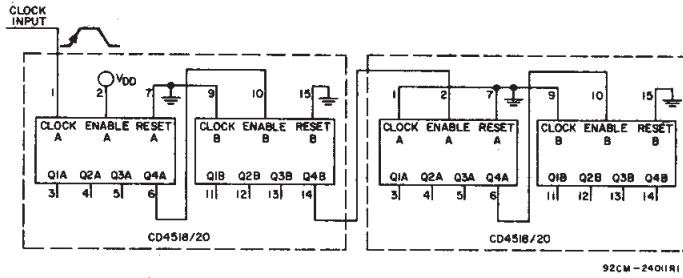 CLOCK
INPUT
VDD
1 2 7 9 10 15 1 2 7 9 10 15
CLOCK ENABLE RESET CLOCK ENABLE RESET CLOCK ENABLE RESET CLOCK ENABLE RESET
A A A B B B A A A B B B
Q1A Q2A Q3A Q4A Q1B Q2B Q3B Q4B Q1A Q2A Q3A Q4A Q1B Q2B Q3B Q4B
3 4 5 6 11 12 13 14 3 4 5 6 11 12 13 14
CD4518/20 CD4518/20
92CM-24011R1